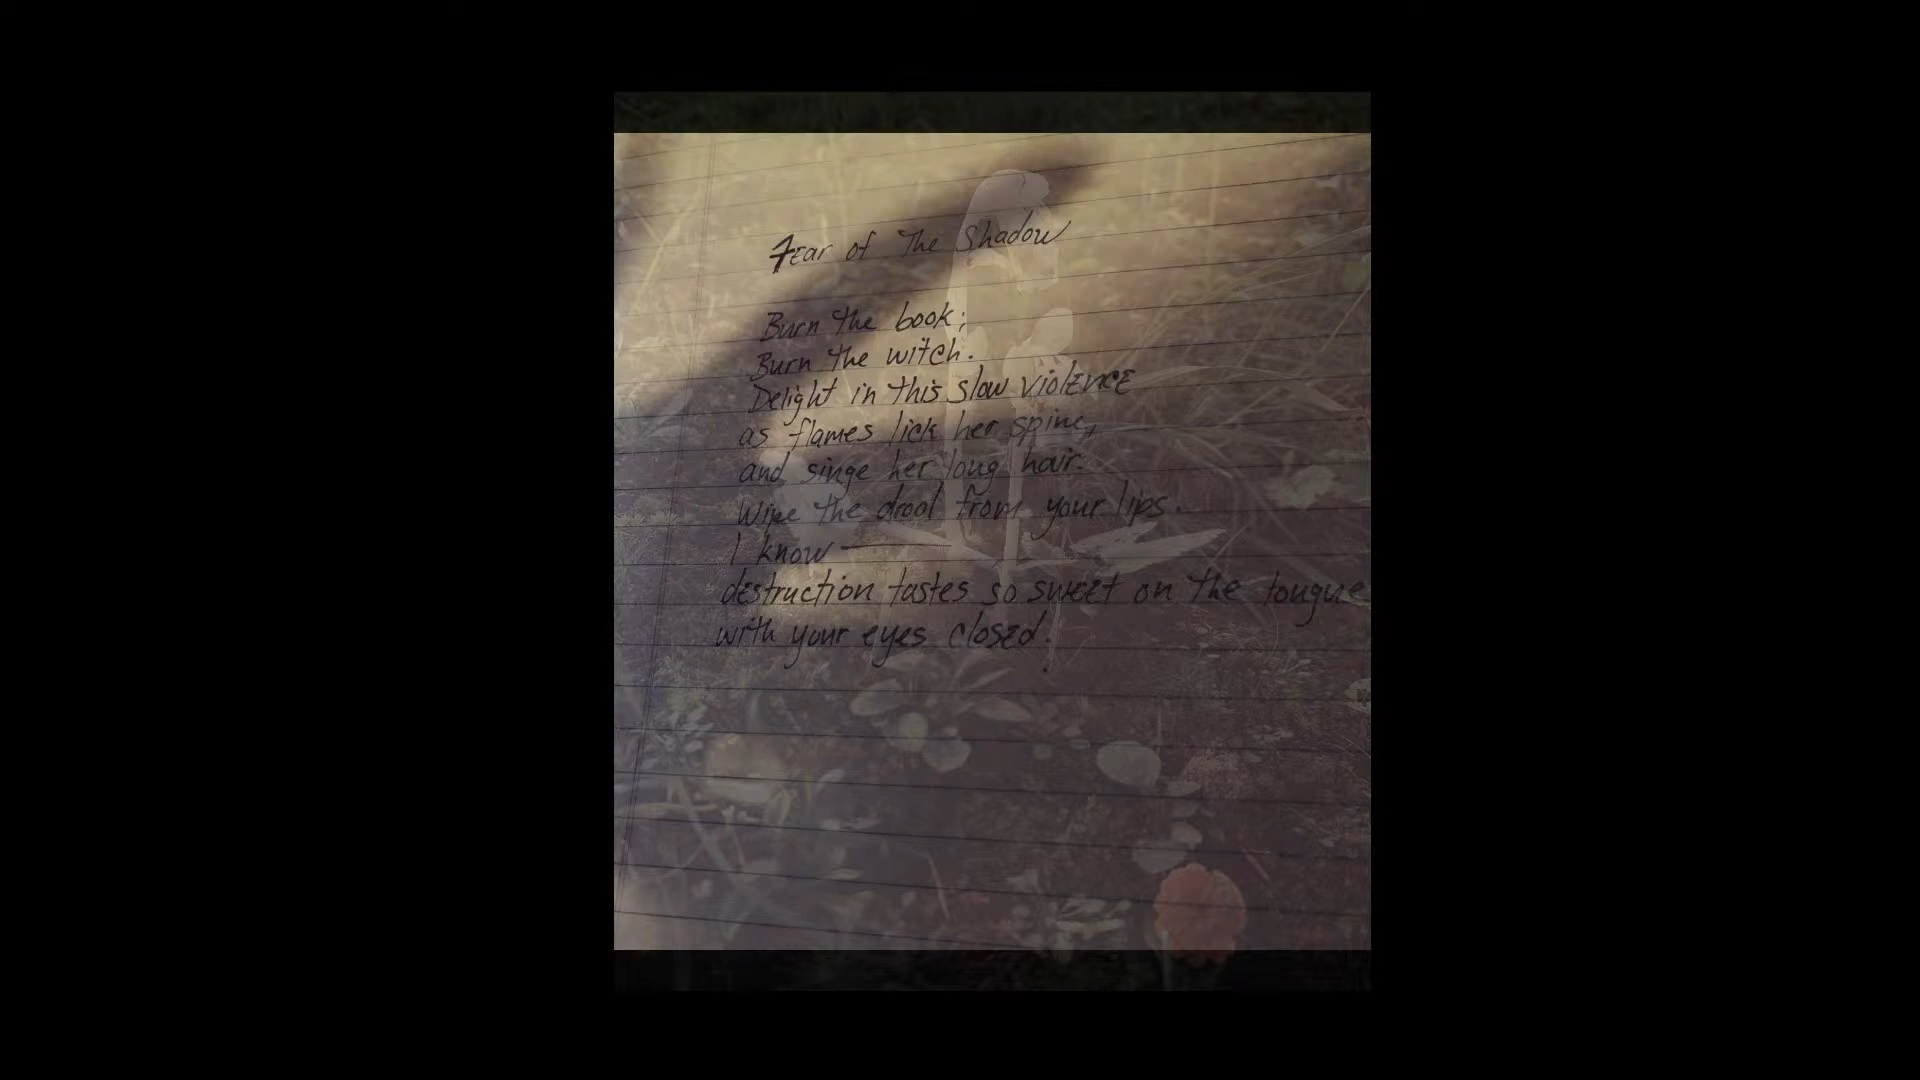 Fear of The Shadow
Burn the book;
Burn the witch.
Delight in this slow violence
as flames lick her spine,
and singe her long hair.
Wipe the drool from your lips.
I know —
destruction tastes so sweet on the tongue
with your eyes closed.